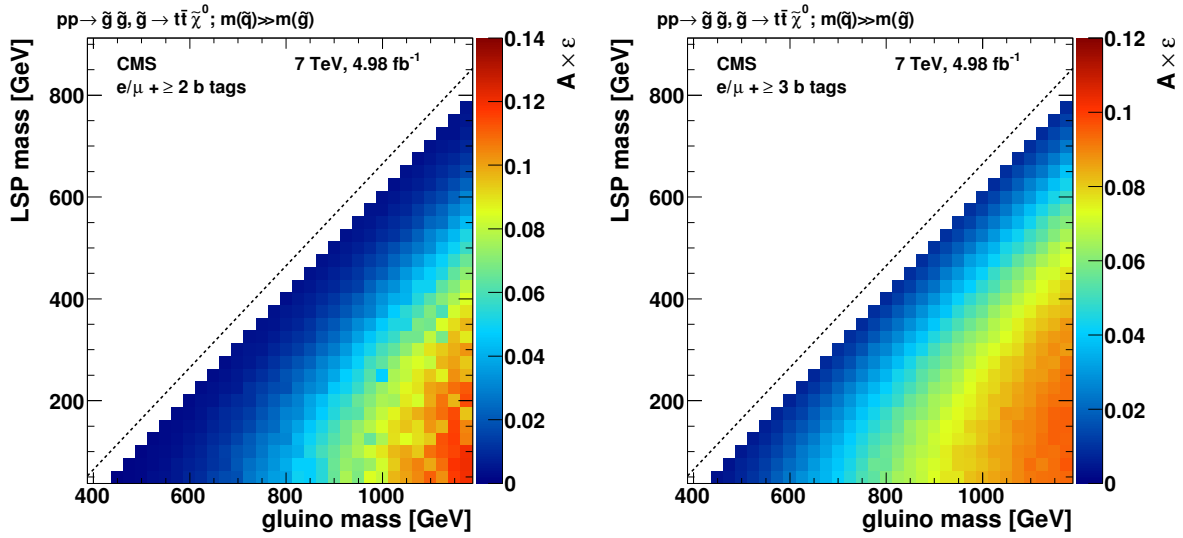 pp→ g̃ g̃, g̃ → tt̄ χ̃⁰; m(q̃)≫m(g̃)
CMS 7 TeV, 4.98 fb⁻¹
e/μ + ≥ 2 b tags
LSP mass [GeV]
800
600
400
200
400 600 800 1000
gluino mass [GeV]
A × ε
0.14
0.12
0.1
0.08
0.06
0.04
0.02
0
pp→ g̃ g̃, g̃ → tt̄ χ̃⁰; m(q̃)≫m(g̃)
CMS 7 TeV, 4.98 fb⁻¹
e/μ + ≥ 3 b tags
LSP mass [GeV]
800
600
400
200
400 600 800 1000
gluino mass [GeV]
A × ε
0.12
0.1
0.08
0.06
0.04
0.02
0